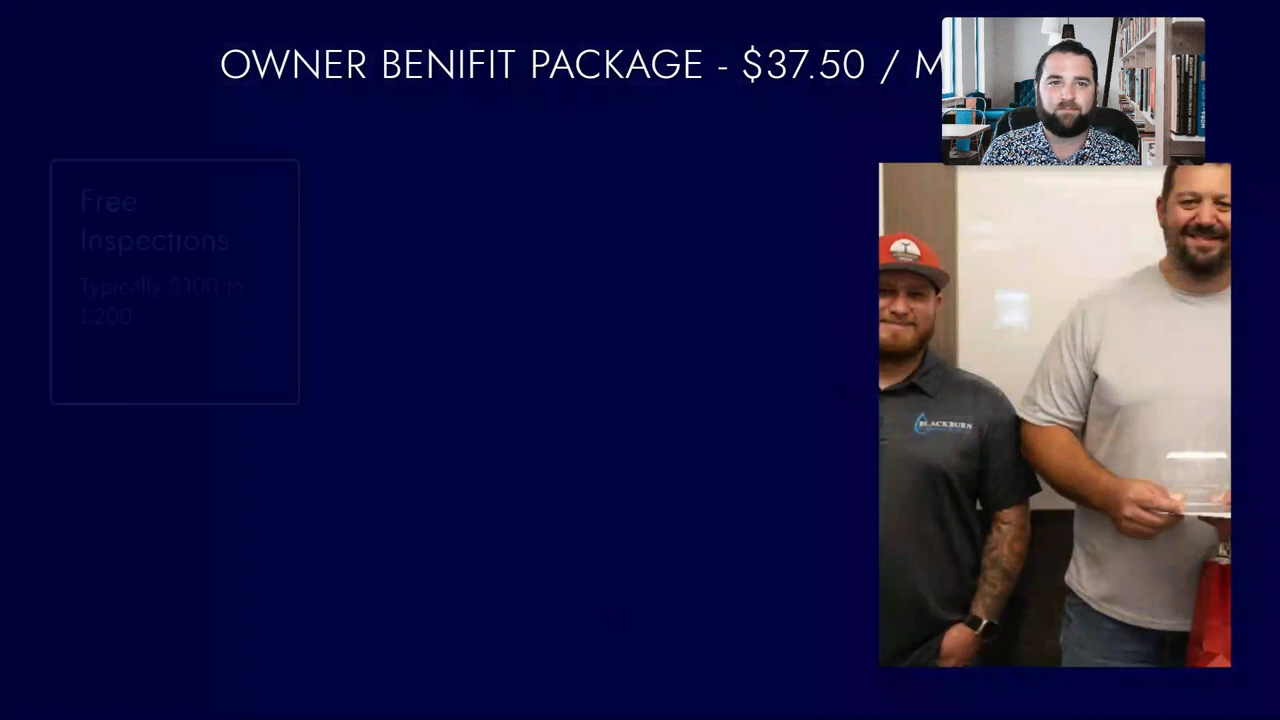 OWNER BENIFIT PACKAGE - $37.50 / M
Free
Inspections
Typically $100 to
$200
BLACKBURN